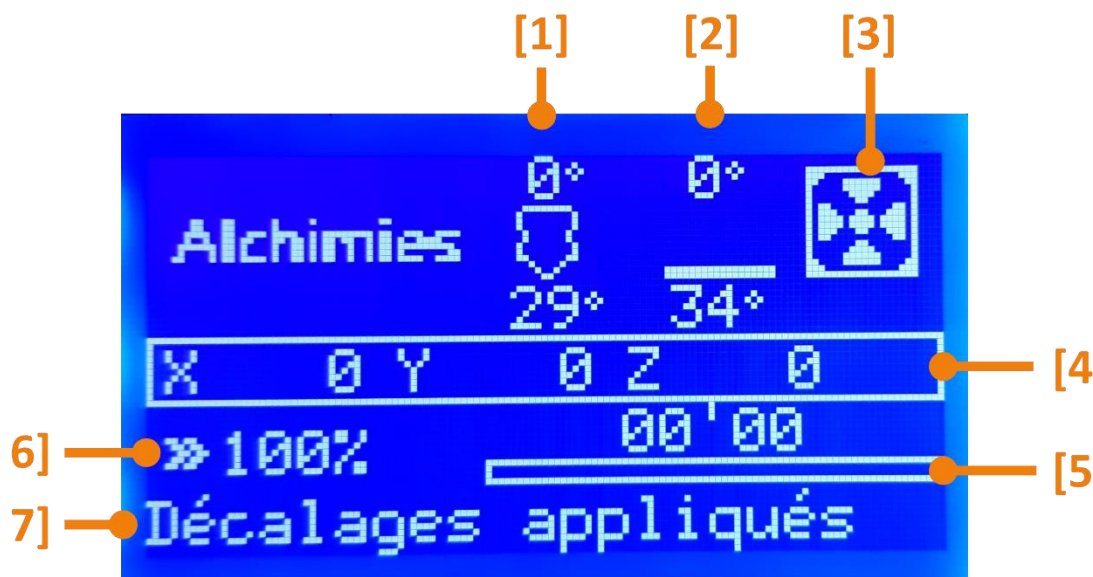 [1] [2] [3]
0° 0°
Alchimies
29° 34°
X 0 Y 0 Z 0 [4
00'00
6] »100% [5
7] Décalages appliqués